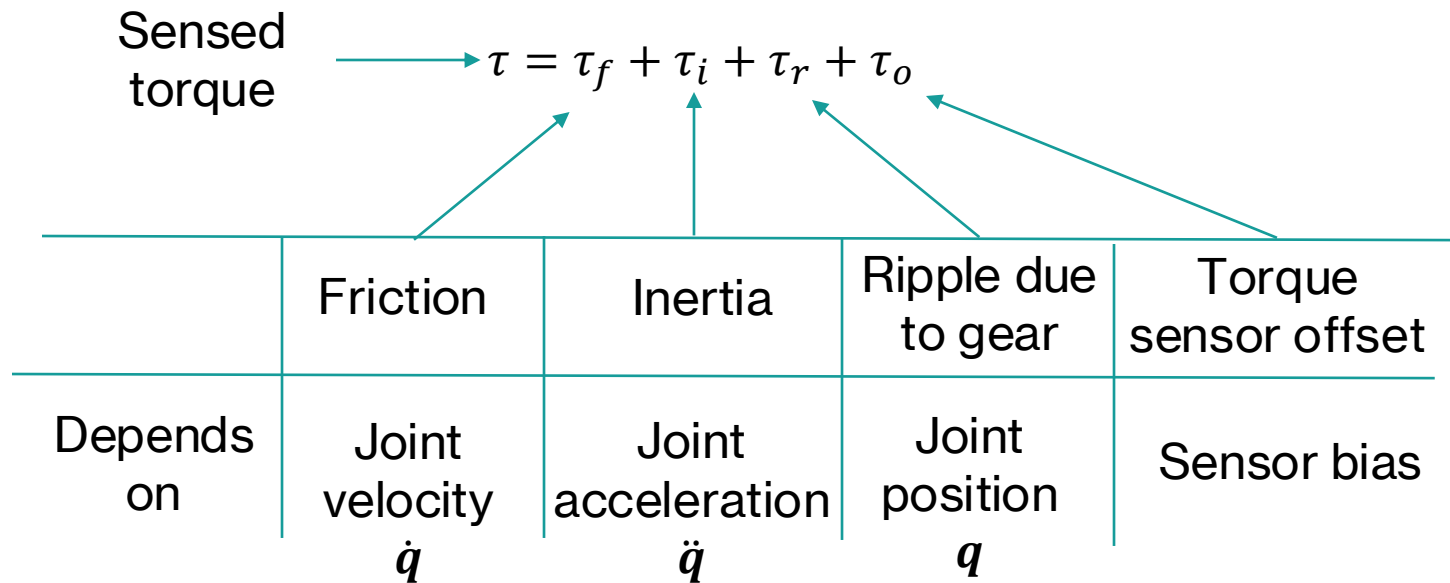 Sensed
torque
τ = τ_f + τ_i + τ_r + τ_o
Friction
Inertia
Ripple due
to gear
Torque
sensor offset
Depends
on
Joint
velocity
q̇
Joint
acceleration
q̈
Joint
position
q
Sensor bias